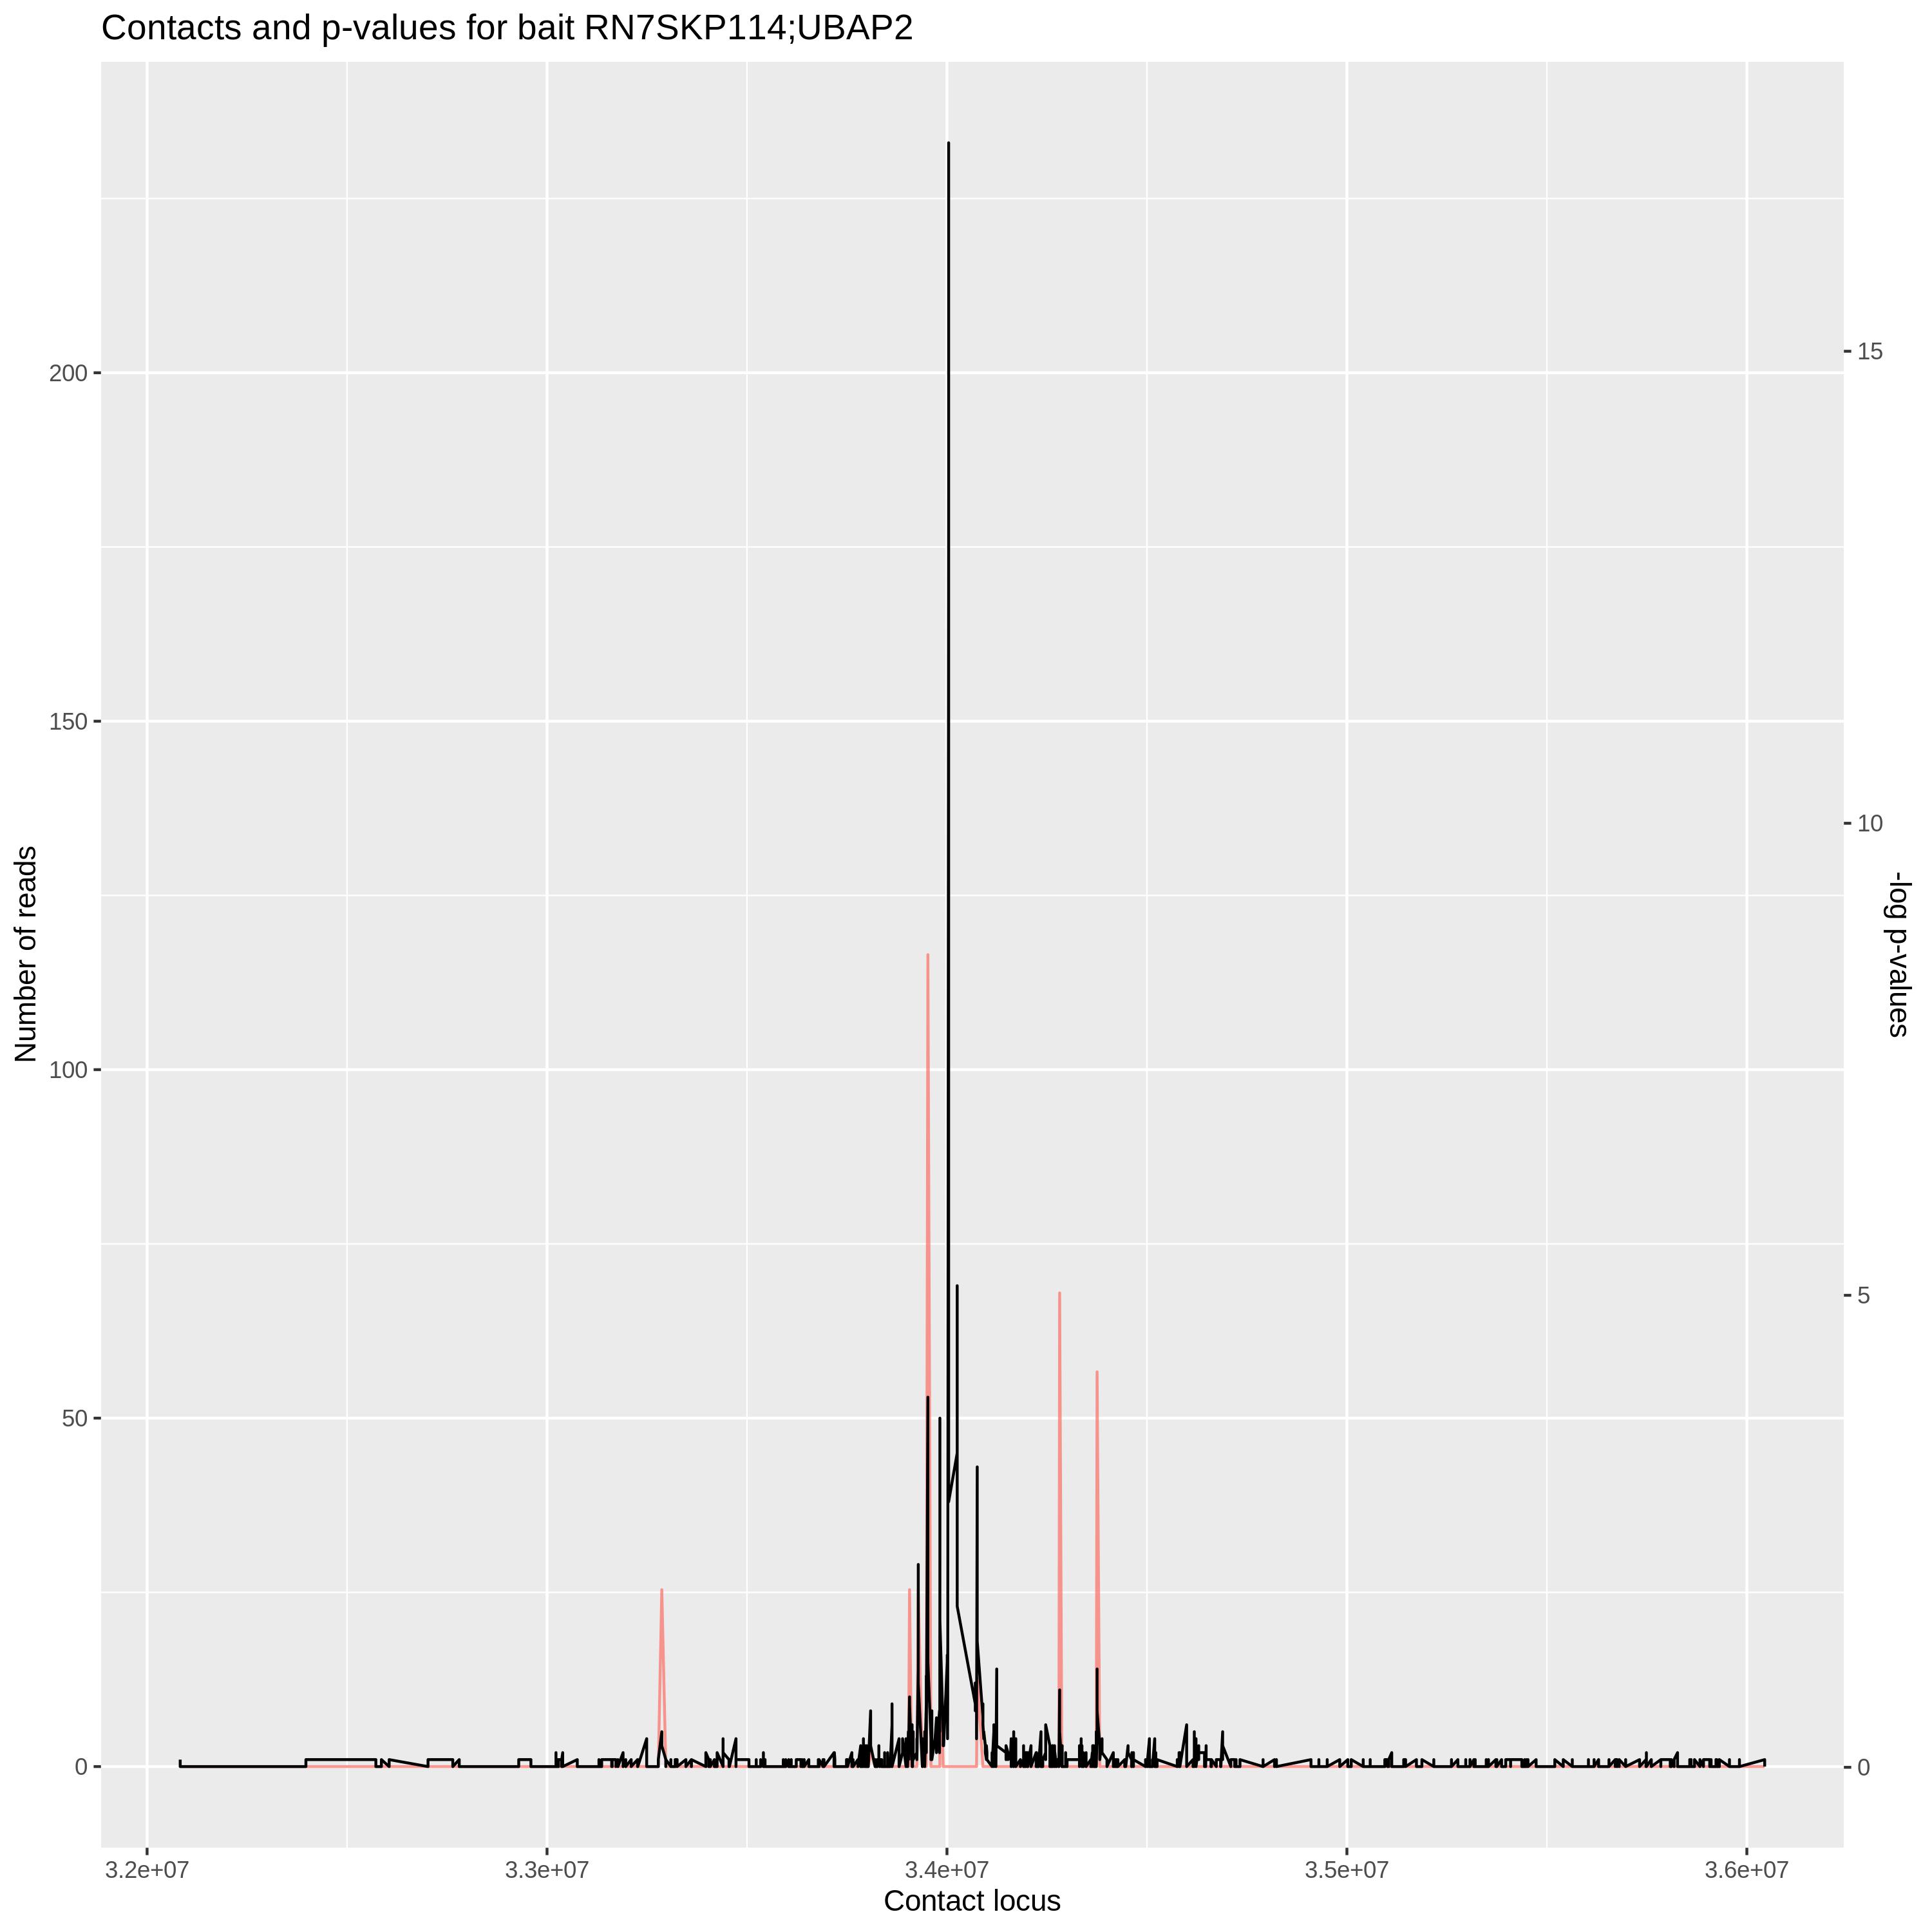 Contacts and p-values for bait RN7SKP114;UBAP2
200
150
100
50
0
Number of reads
15
10
5
0
-log p-values
3.2e+07 3.3e+07 3.4e+07 3.5e+07 3.6e+07
Contact locus